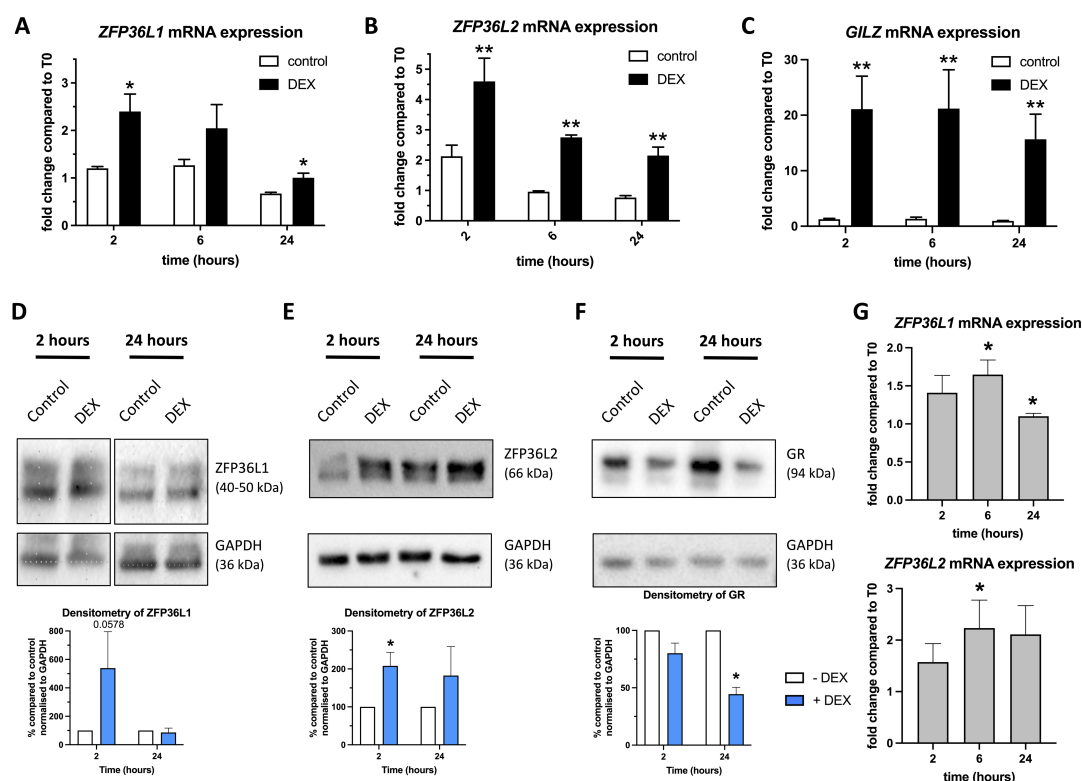 A
ZFP36L1 mRNA expression
fold change compared to T0
3
2
1
0
control
DEX
*
*
2
6
24
time (hours)
B
ZFP36L2 mRNA expression
fold change compared to T0
5
4
3
2
1
0
control
DEX
**
**
**
2
6
24
time (hours)
C
GILZ mRNA expression
fold change compared to T0
30
20
10
0
control
DEX
**
**
**
2
6
24
time (hours)
D
2 hours
24 hours
Control
DEX
Control
DEX
ZFP36L1
(40-50 kDa)
GAPDH
(36 kDa)
Densitometry of ZFP36L1
% compared to control
normalised to GAPDH
800
600
400
200
0
0.0578
2
24
Time (hours)
E
2 hours
24 hours
Control
DEX
Control
DEX
ZFP36L2
(66 kDa)
GAPDH
(36 kDa)
Densitometry of ZFP36L2
% compared to control
normalised to GAPDH
300
200
100
0
*
2
24
Time (hours)
F
2 hours
24 hours
Control
DEX
Control
DEX
GR
(94 kDa)
GAPDH
(36 kDa)
Densitometry of GR
% compared to control
normalised to GAPDH
100
50
0
*
2
24
Time (hours)
- DEX
+ DEX
G
ZFP36L1 mRNA expression
fold change compared to T0
2.0
1.5
1.0
0.5
0.0
*
*
2
6
24
time (hours)
ZFP36L2 mRNA expression
fold change compared to T0
3
2
1
0
*
2
6
24
time (hours)